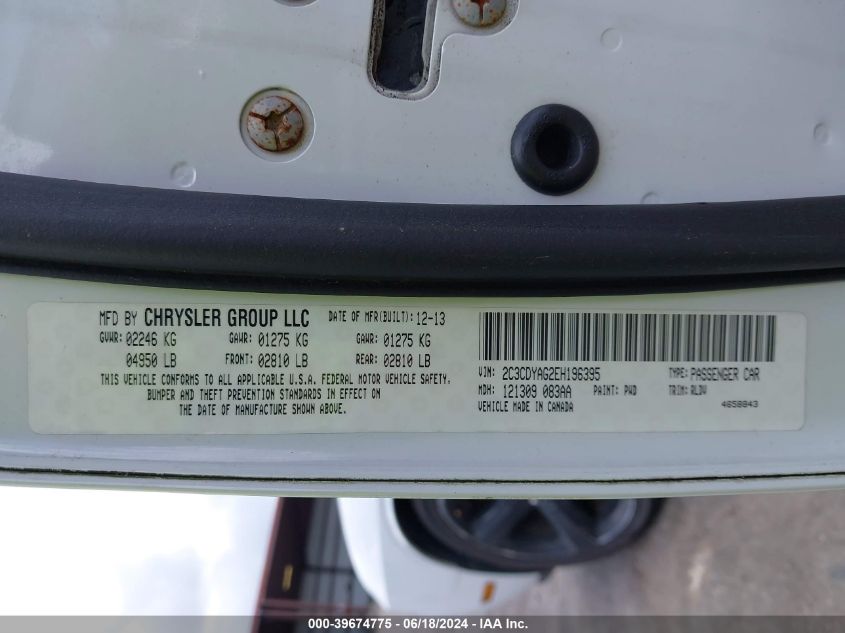 MFD BY CHRYSLER GROUP LLC DATE OF MFR(BUILT): 12-13
GVWR: 02246 KG GAWR: 01275 KG GAWR: 01275 KG
04950 LB FRONT: 02810 LB REAR: 02810 LB
THIS VEHICLE CONFORMS TO ALL APPLICABLE U.S.A. FEDERAL MOTOR VEHICLE SAFETY,
BUMPER AND THEFT PREVENTION STANDARDS IN EFFECT ON
THE DATE OF MANUFACTURE SHOWN ABOVE.
VIN: 2C3CDYAG2EH196395 TYPE: PASSENGER CAR
MDH: 121309 083AA PAINT: PWD TRIM: RLDV
VEHICLE MADE IN CANADA 4658843
000-39674775 - 06/18/2024 - IAA Inc.